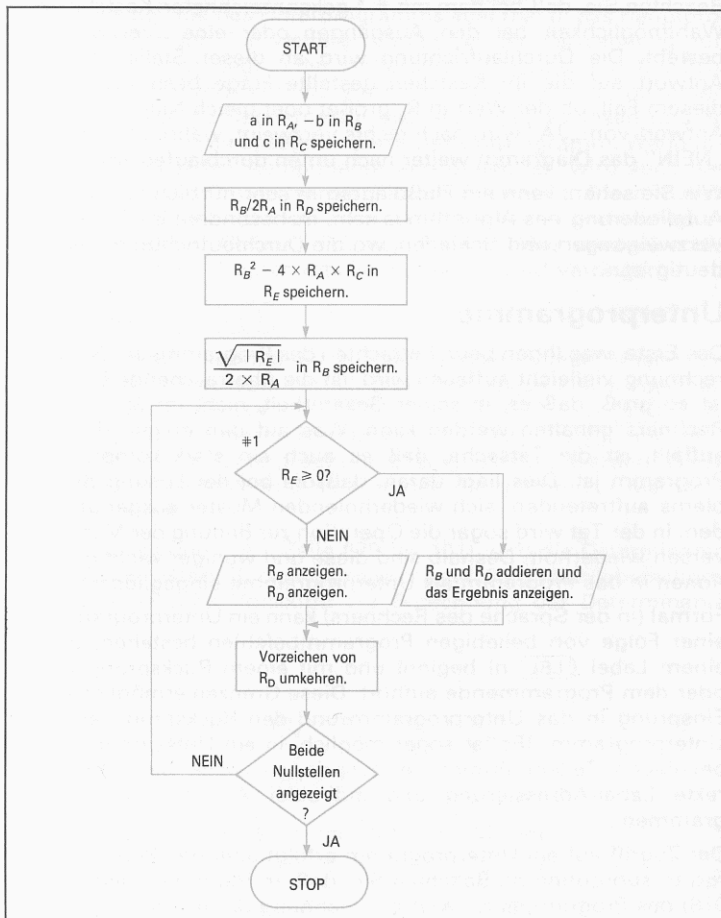 START
a in R_A, −b in R_B
und c in R_C speichern.
R_B/2R_A in R_D speichern.
R_B² − 4 × R_A × R_C in
R_E speichern.
√|R_E| / 2 × R_A in R_B speichern.
#1
R_E ≥ 0?
JA
NEIN
R_B anzeigen.
R_D anzeigen.
R_B und R_D addieren,
das Ergebnis anzeigen.
Vorzeichen von
R_D umkehren.
NEIN
Beide
Nullstellen
angezeigt
?
JA
STOP